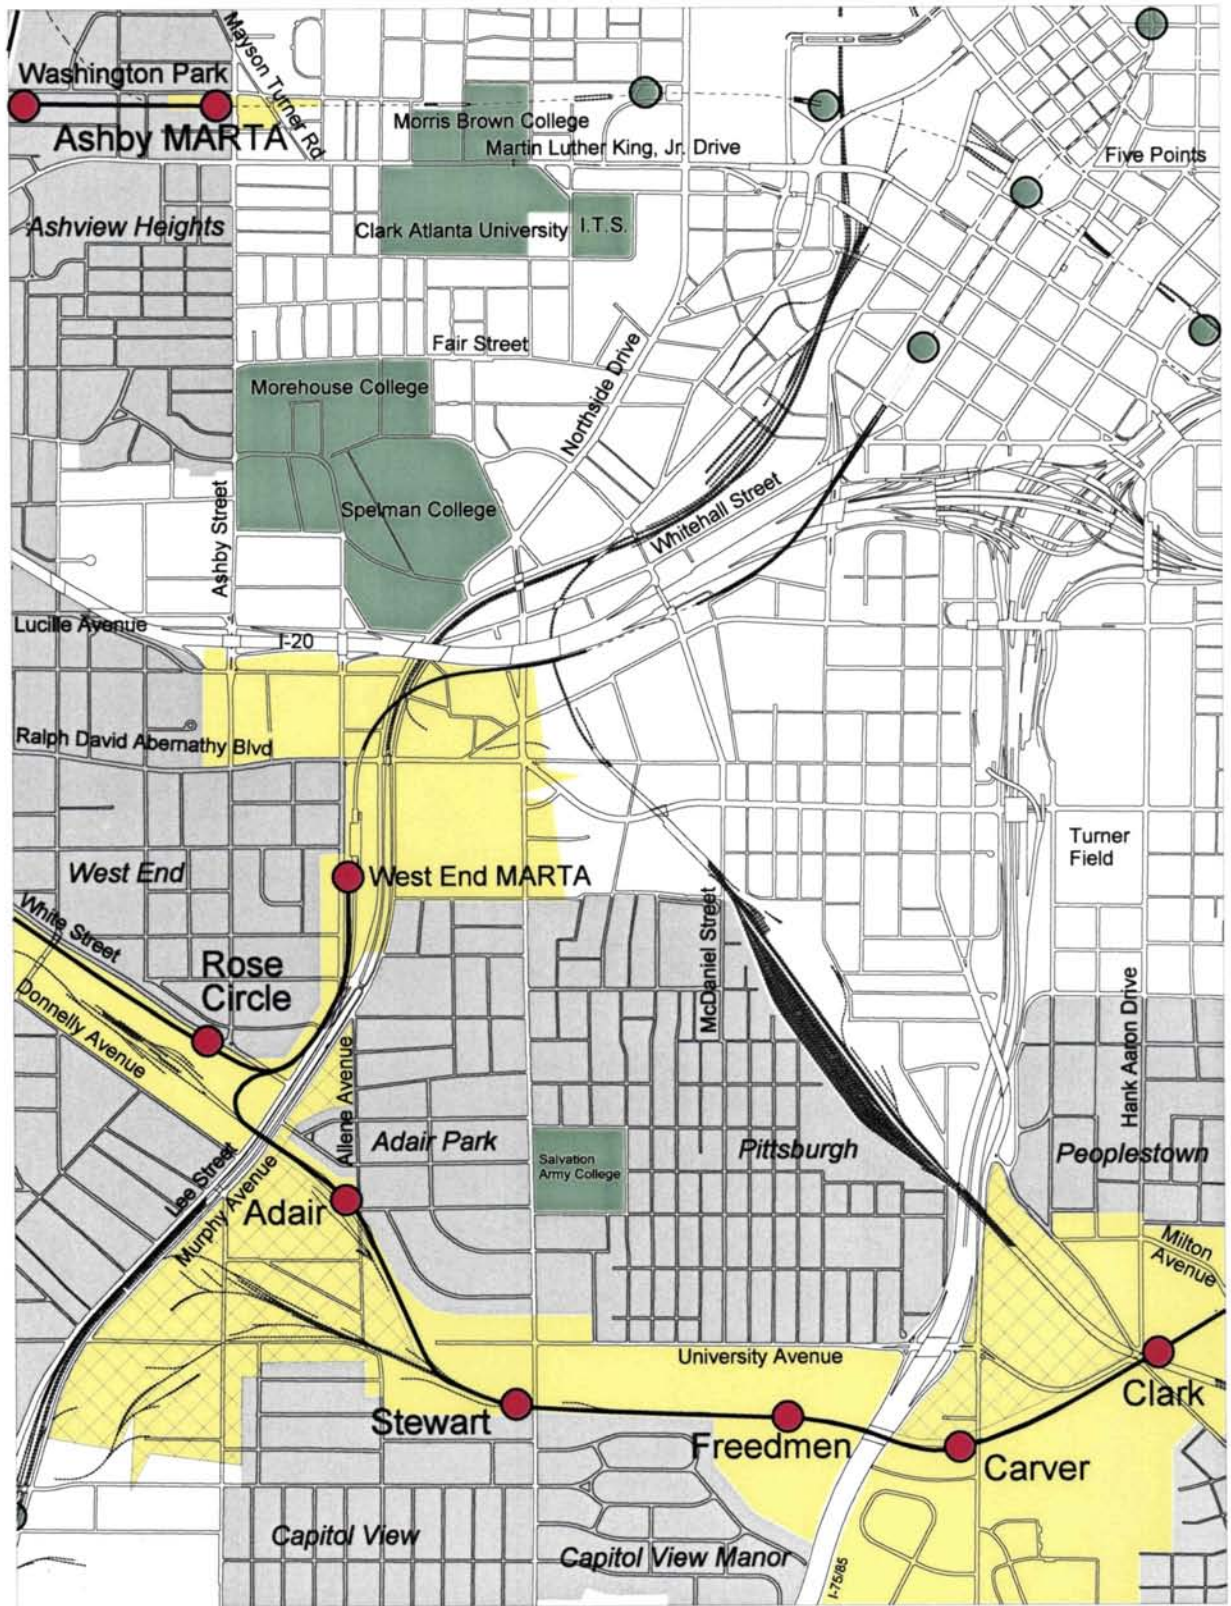 Mayson Turner Rd
Washington Park
Ashby MARTA
Morris Brown College
Martin Luther King, Jr. Drive
Five Points
Ashview Heights
Clark Atlanta University
I.T.S.
Fair Street
Northside Drive
Morehouse College
Spelman College
Ashby Street
Whitehall Street
Lucille Avenue
I-20
Ralph David Abernathy Blvd
Turner
Field
West End
West End MARTA
White Street
McDaniel Street
Rose
Circle
Donnelly Avenue
Hank Aaron Drive
Allene Avenue
Adair Park
Salvation
Army College
Pittsburgh
Peoplestown
Lee Street
Murphy Avenue
Adair
Milton
Avenue
University Avenue
Clark
Stewart
Freedmen
Carver
Capitol View
Capitol View Manor
I-75/85